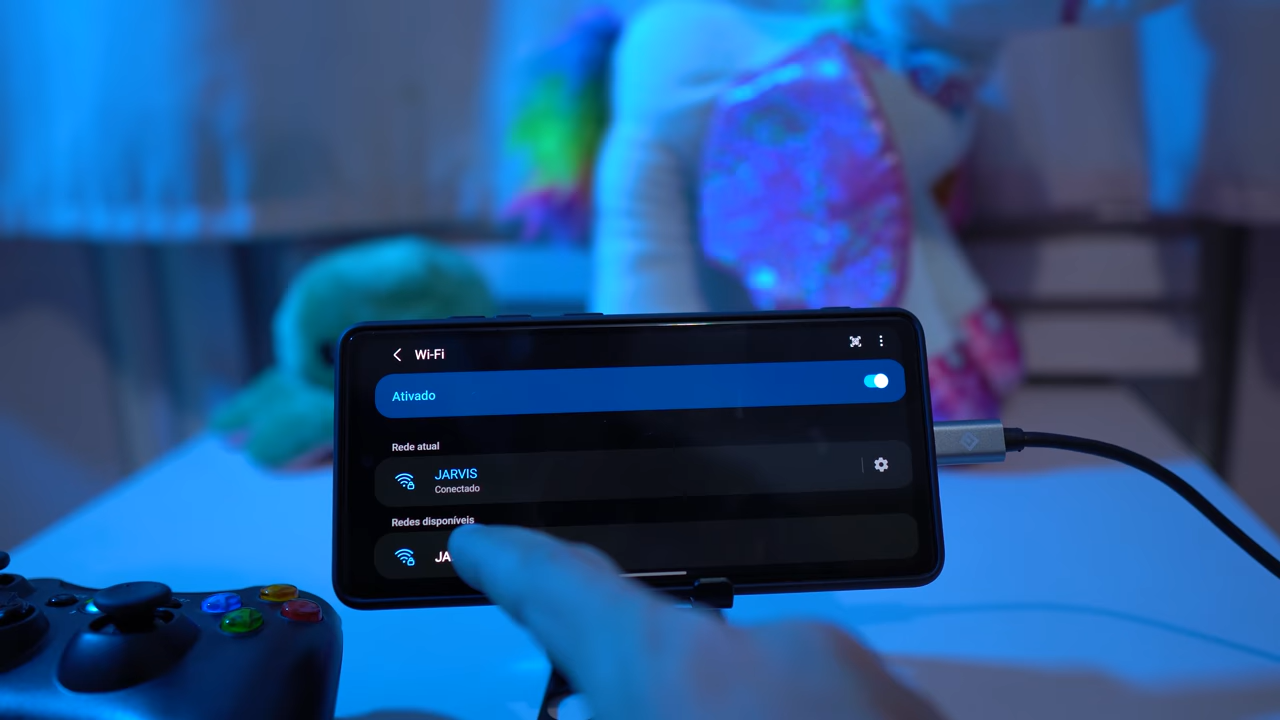 Wi-Fi
Ativado
Rede atual
JARVIS
Conectado
Redes disponíveis